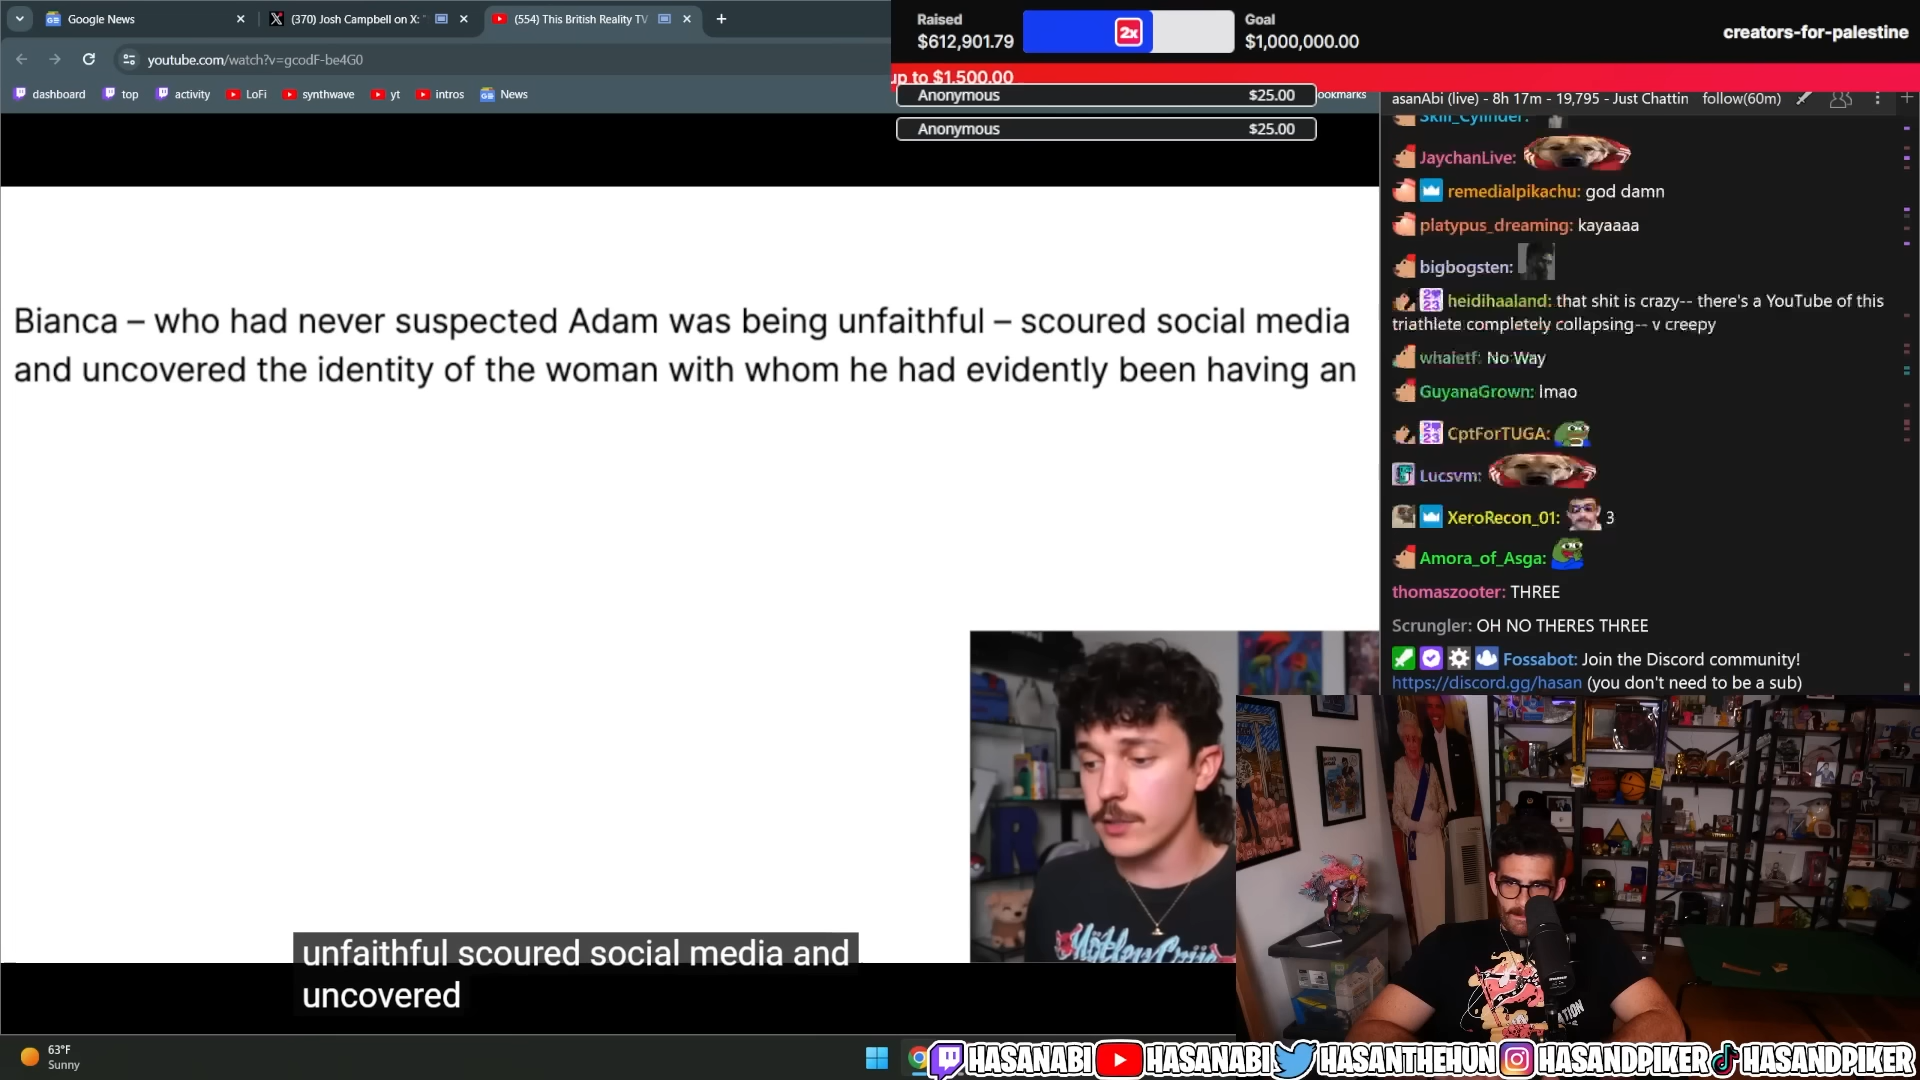 Google News
(370) Josh Campbell on X: "
(554) This British Reality TV
youtube.com/watch?v=gcodF-be4G0
dashboard
top
activity
LoFi
synthwave
yt
intros
News
Raised
$612,901.79
2x
Goal
$1,000,000.00
creators-for-palestine
up to $1,500.00
Anonymous $25.00
Anonymous $25.00
ookmarks
asanAbi (live) - 8h 17m - 19,795 - Just Chattin follow(60m)
Skill_Cylinder:
JaychanLive:
remedialpikachu: god damn
platypus_dreaming: kayaaaa
bigbogsten:
heidihaaland: that shit is crazy-- there's a YouTube of this
triathlete completely collapsing-- v creepy
whaletf: No Way
GuyanaGrown: lmao
CptForTUGA:
Lucsvm:
XeroRecon_01: 3
Amora_of_Asga:
thomaszooter: THREE
Scrungler: OH NO THERES THREE
Fossabot: Join the Discord community!
https://discord.gg/hasan (you don't need to be a sub)
Bianca – who had never suspected Adam was being unfaithful – scoured social media
and uncovered the identity of the woman with whom he had evidently been having an
unfaithful scoured social media and
uncovered
63°F
Sunny
HASANABI
HASANABI
HASANTHEHUN
HASANDPIKER
HASANDPIKER